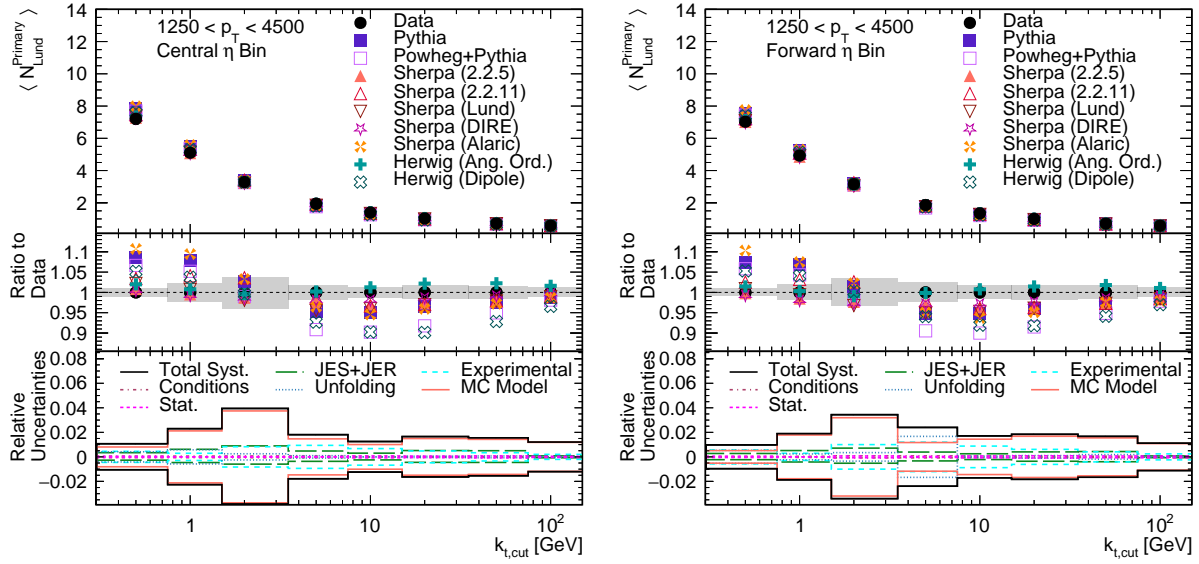 ⟨ N_Lund^Primary ⟩
14
12
10
8
6
4
2
1250 < p_T < 4500
Central η Bin
Data
Pythia
Powheg+Pythia
Sherpa (2.2.5)
Sherpa (2.2.11)
Sherpa (Lund)
Sherpa (DIRE)
Sherpa (Alaric)
Herwig (Ang. Ord.)
Herwig (Dipole)
Ratio to
Data
1.1
1.05
1
0.95
0.9
Relative
Uncertainties
0.08
0.06
0.04
0.02
0
−0.02
Total Syst. JES+JER Experimental
Conditions Unfolding MC Model
Stat.
1 10 10^2
k_t,cut [GeV]
⟨ N_Lund^Primary ⟩
14
12
10
8
6
4
2
1250 < p_T < 4500
Forward η Bin
Data
Pythia
Powheg+Pythia
Sherpa (2.2.5)
Sherpa (2.2.11)
Sherpa (Lund)
Sherpa (DIRE)
Sherpa (Alaric)
Herwig (Ang. Ord.)
Herwig (Dipole)
Ratio to
Data
1.1
1.05
1
0.95
0.9
Relative
Uncertainties
0.08
0.06
0.04
0.02
0
−0.02
Total Syst. JES+JER Experimental
Conditions Unfolding MC Model
Stat.
1 10 10^2
k_t,cut [GeV]